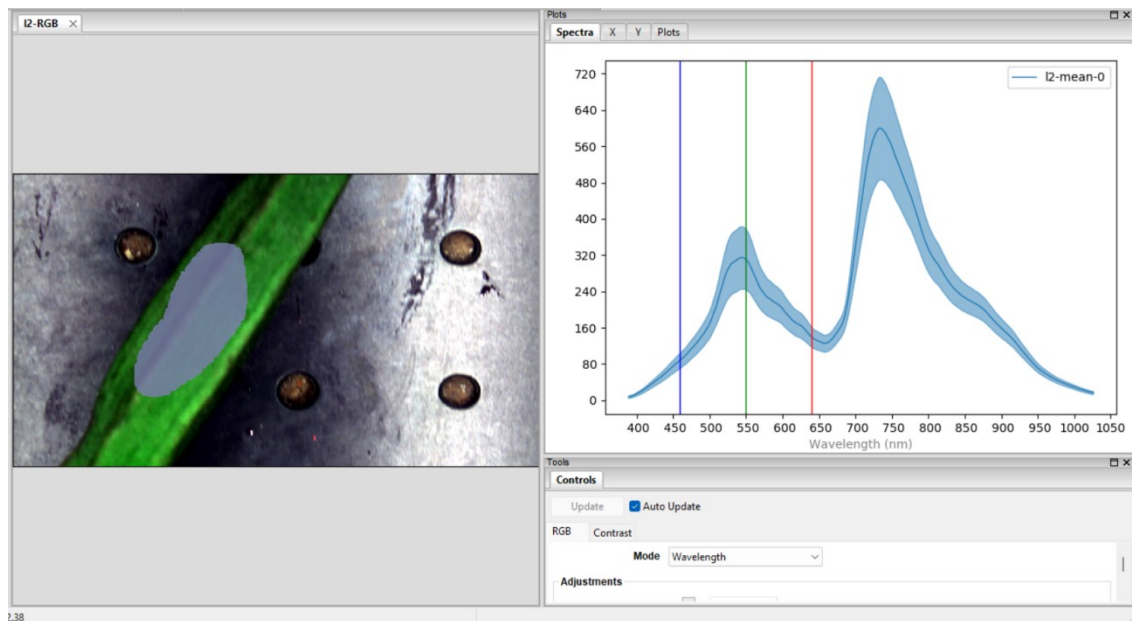 I2-RGB
Plots
Spectra X Y Plots
720
640
560
480
400
320
240
160
80
0
I2-mean-0
400 450 500 550 600 650 700 750 800 850 900 950 1000 1050
Wavelength (nm)
Tools
Controls
Update Auto Update
RGB Contrast
Mode Wavelength
Adjustments
2.38